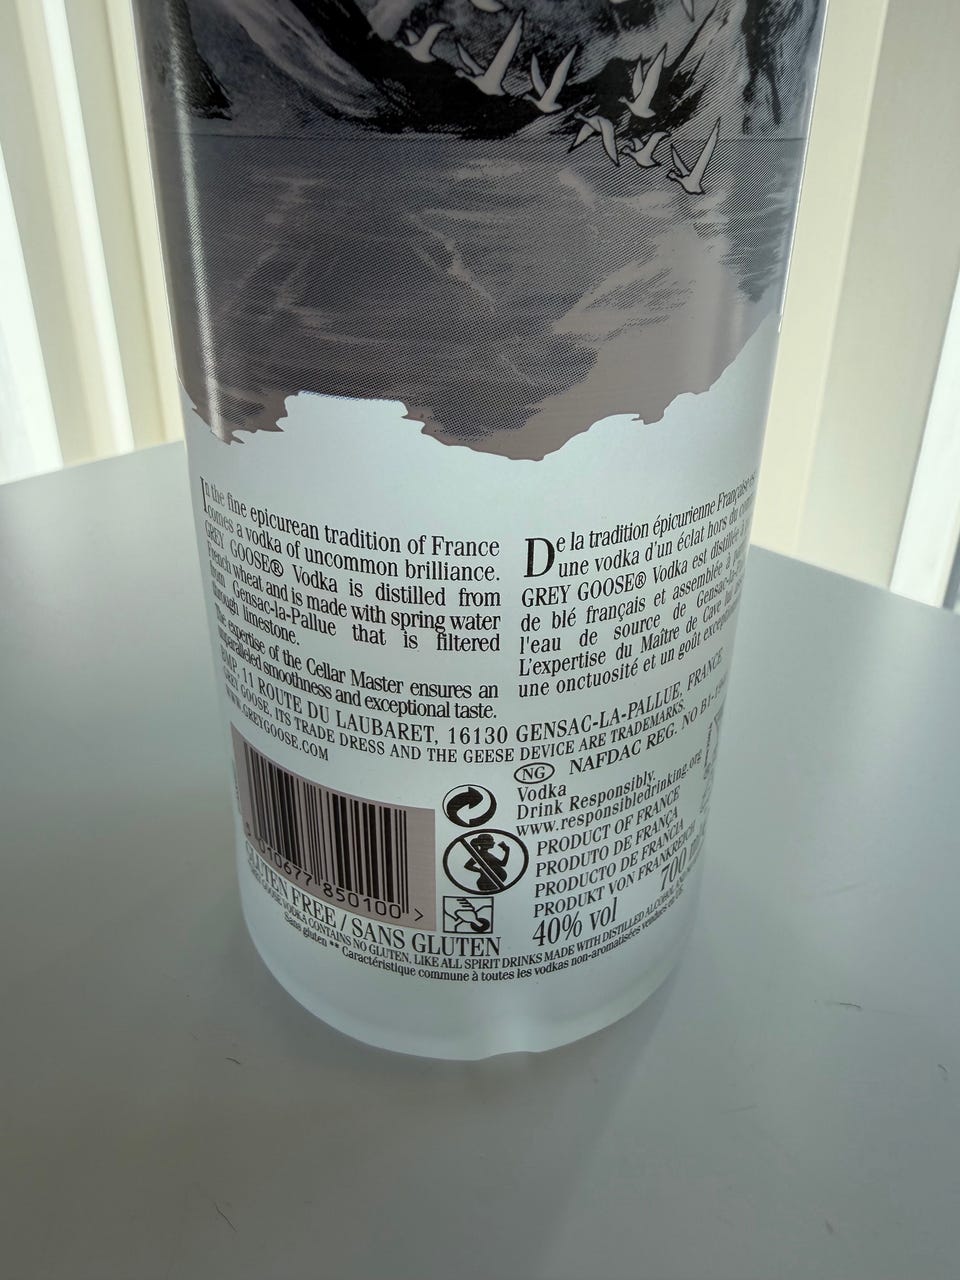 In the fine epicurean tradition of France
comes a vodka of uncommon brilliance.
GREY GOOSE® Vodka is distilled from
French wheat and is made with spring water
from Gensac-la-Pallue that is filtered
through limestone.
The expertise of the Cellar Master ensures an
unparalleled smoothness and exceptional taste.
De la tradition épicurienne Française
une vodka d'un éclat hors du
GREY GOOSE® Vodka est distillée à
de blé français et assemblée à
l'eau de source de Gensac-la-
L'expertise du Maître de Cave
une onctuosité et un goût
11 ROUTE DU LAUBARET, 16130 GENSAC-LA-PALLUE, FRANCE
GREY GOOSE, ITS TRADE DRESS AND THE GEESE DEVICE ARE TRADEMARKS.
WWW.GREYGOOSE.COM
NG NAFDAC REG. NO B1-
Vodka
Drink Responsibly.
www.responsibledrinking.org
PRODUCT OF FRANCE
PRODUTO DE FRANÇA
PRODUCTO DE FRANCIA
PRODUKT VON FRANKREICH
40% vol
700 ml
010677 850100 >
GLUTEN FREE / SANS GLUTEN
GREY GOOSE VODKA CONTAINS NO GLUTEN, LIKE ALL SPIRIT DRINKS MADE WITH DISTILLED
Sans gluten ** Caractéristique commune à toutes les vodkas non-aromatisées vendues